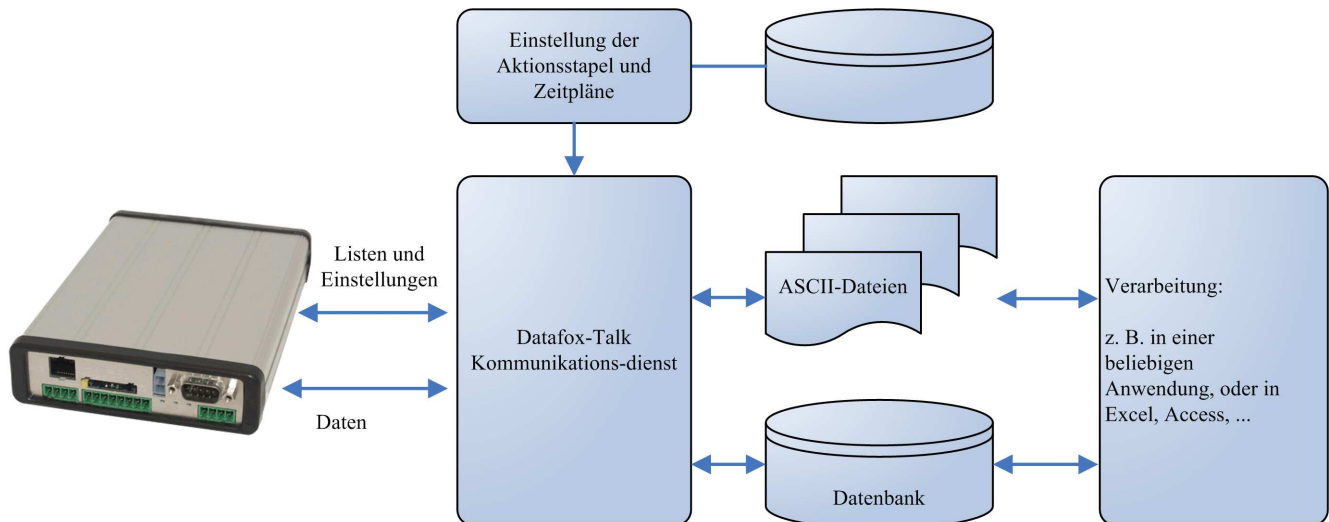 Einstellung der
Aktionsstapel und
Zeitpläne
Listen und
Einstellungen
Daten
Datafox-Talk
Kommunikations-dienst
ASCII-Dateien
Datenbank
Verarbeitung:
z. B. in einer
beliebigen
Anwendung, oder in
Excel, Access, ...